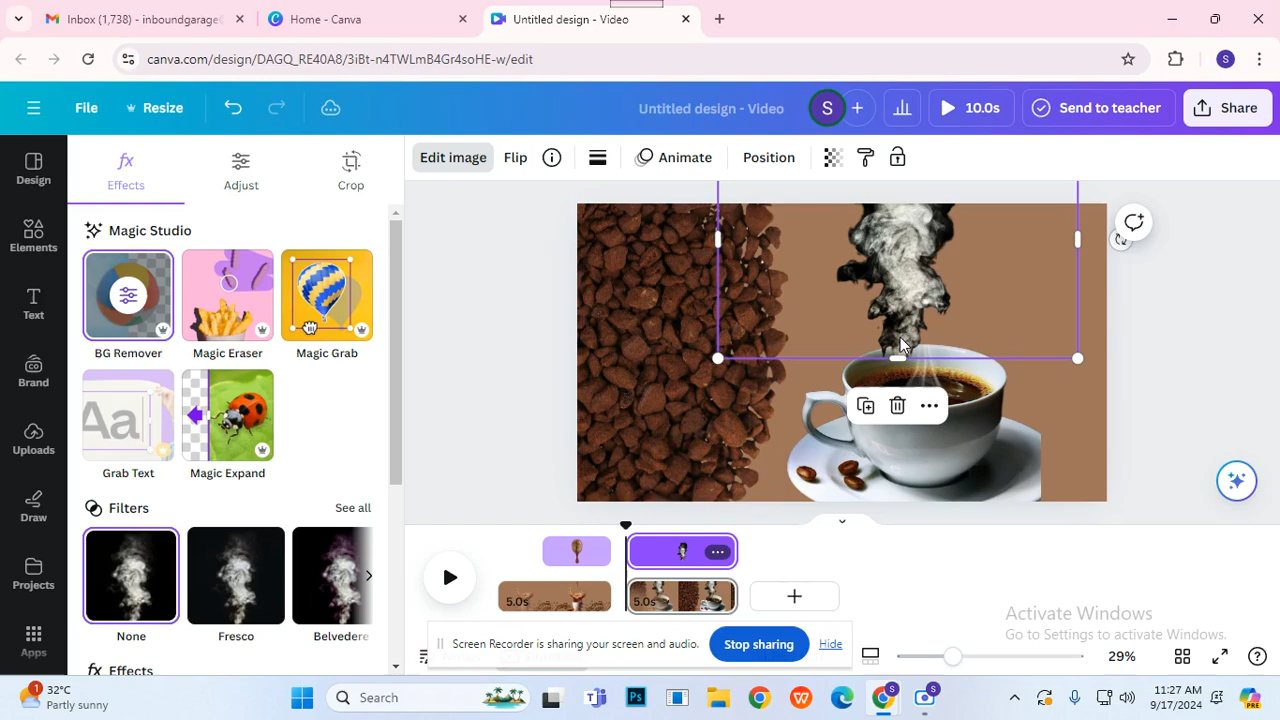 Inbox (1,738) - inboundgarage
Home - Canva
Untitled design - Video
canva.com/design/DAGQ_RE40A8/3iBt-n4TWLmB4Gr4soHE-w/edit
S
File
Resize
Untitled design - Video
S
10.0s
Send to teacher
Share
Design
Elements
Text
Brand
Uploads
Draw
Projects
Apps
Effects
Adjust
Crop
Magic Studio
BG Remover
Magic Eraser
Magic Grab
Aa
Grab Text
Magic Expand
Filters
See all
None
Fresco
Belvedere
Effects
Edit image
Flip
Animate
Position
5.0s
5.0s
Activate Windows
Go to Settings to activate Windows.
Screen Recorder is sharing your screen and audio.
Stop sharing
Hide
29%
1
32°C
Partly sunny
Search
Ps
S
S
11:27 AM
9/17/2024
PRE